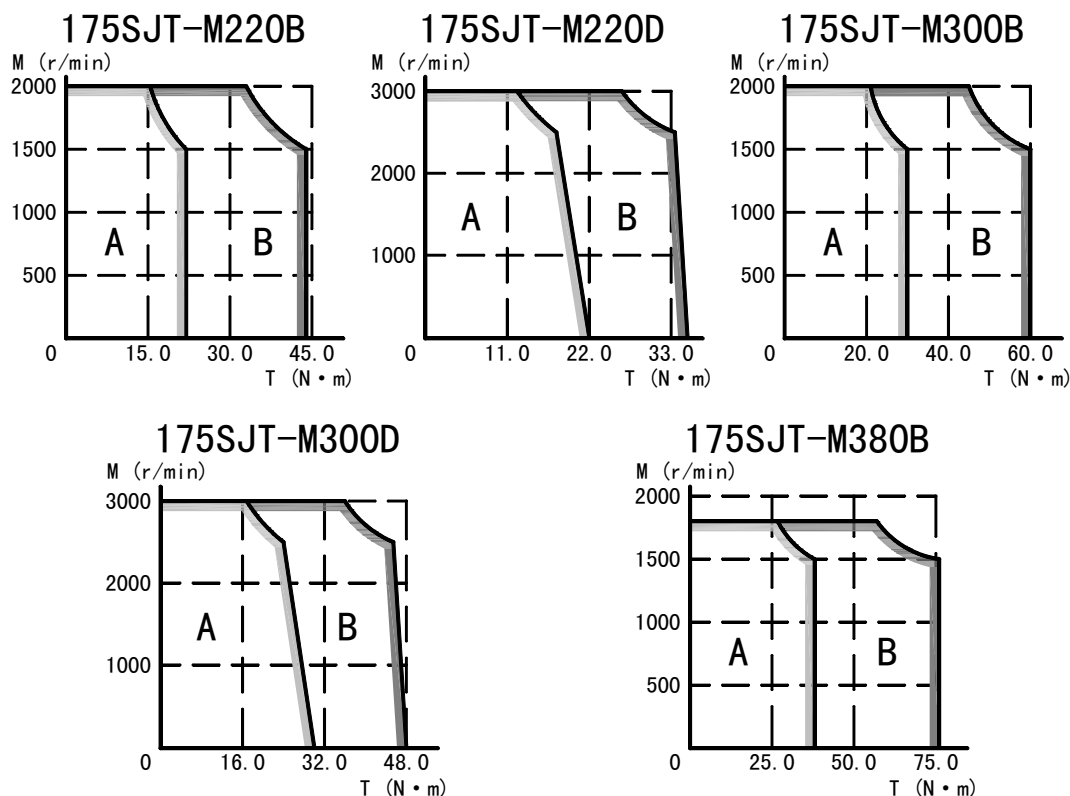 175SJT-M220B
M (r/min)
2000
1500
1000
500
0
A
B
15.0 30.0 45.0
T (N·m)
175SJT-M220D
M (r/min)
3000
2000
1000
0
A
B
11.0 22.0 33.0
T (N·m)
175SJT-M300B
M (r/min)
2000
1500
1000
500
0
A
B
20.0 40.0 60.0
T (N·m)
175SJT-M300D
M (r/min)
3000
2000
1000
0
A
B
16.0 32.0 48.0
T (N·m)
175SJT-M380B
M (r/min)
2000
1500
1000
500
0
A
B
25.0 50.0 75.0
T (N·m)